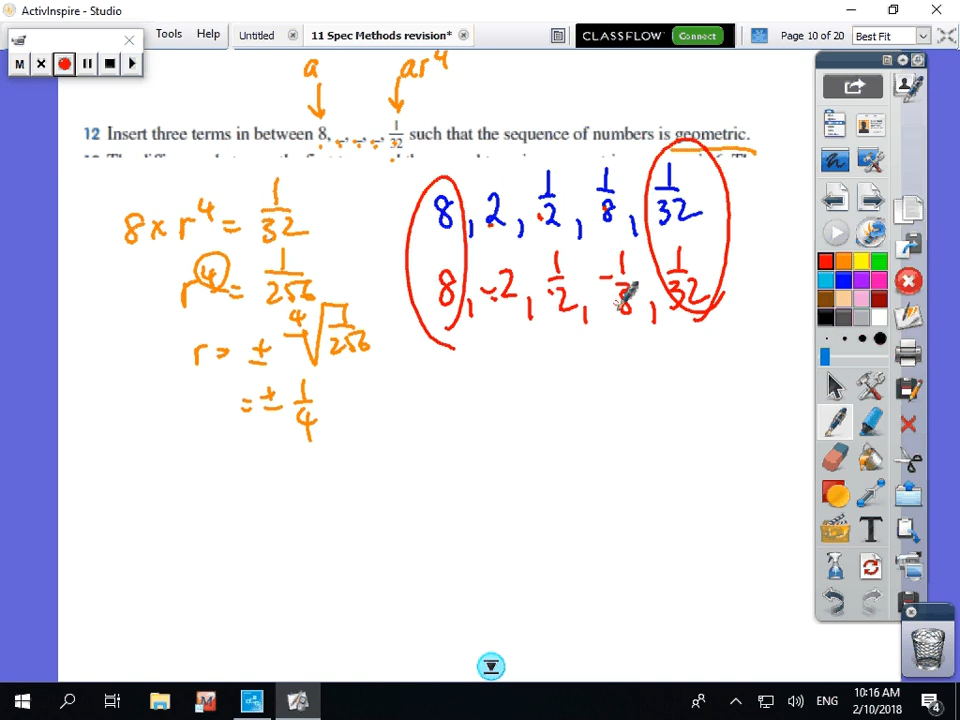 ActivInspire - Studio
Tools Help Untitled 11 Spec Methods revision* CLASSFLOW Connect Page 10 of 20 Best Fit
M
a ar⁴
12 Insert three terms in between 8, _, _, _, 1/32 such that the sequence of numbers is geometric.
8 × r⁴ = 1/32
r⁴ = 1/256
r = ± ⁴√1/256
= ± 1/4
8, 2, 1/2, 1/8, 1/32
8, -2, 1/2, -1/8, 1/32
T
ENG
10:16 AM
2/10/2018
4